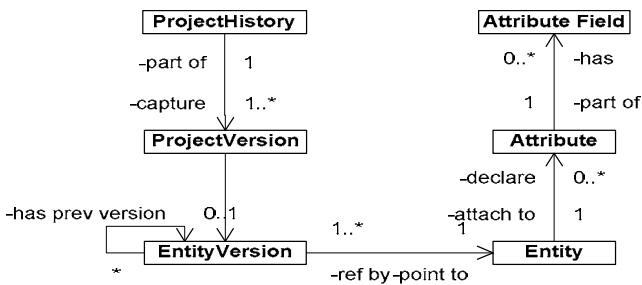 ProjectHistory
Attribute Field
-part of 1
0..* -has
-capture 1..*
1 -part of
ProjectVersion
Attribute
-declare 0..*
-has prev version 0..1
1..* 1
-attach to 1
EntityVersion
Entity
*
-ref by -point to